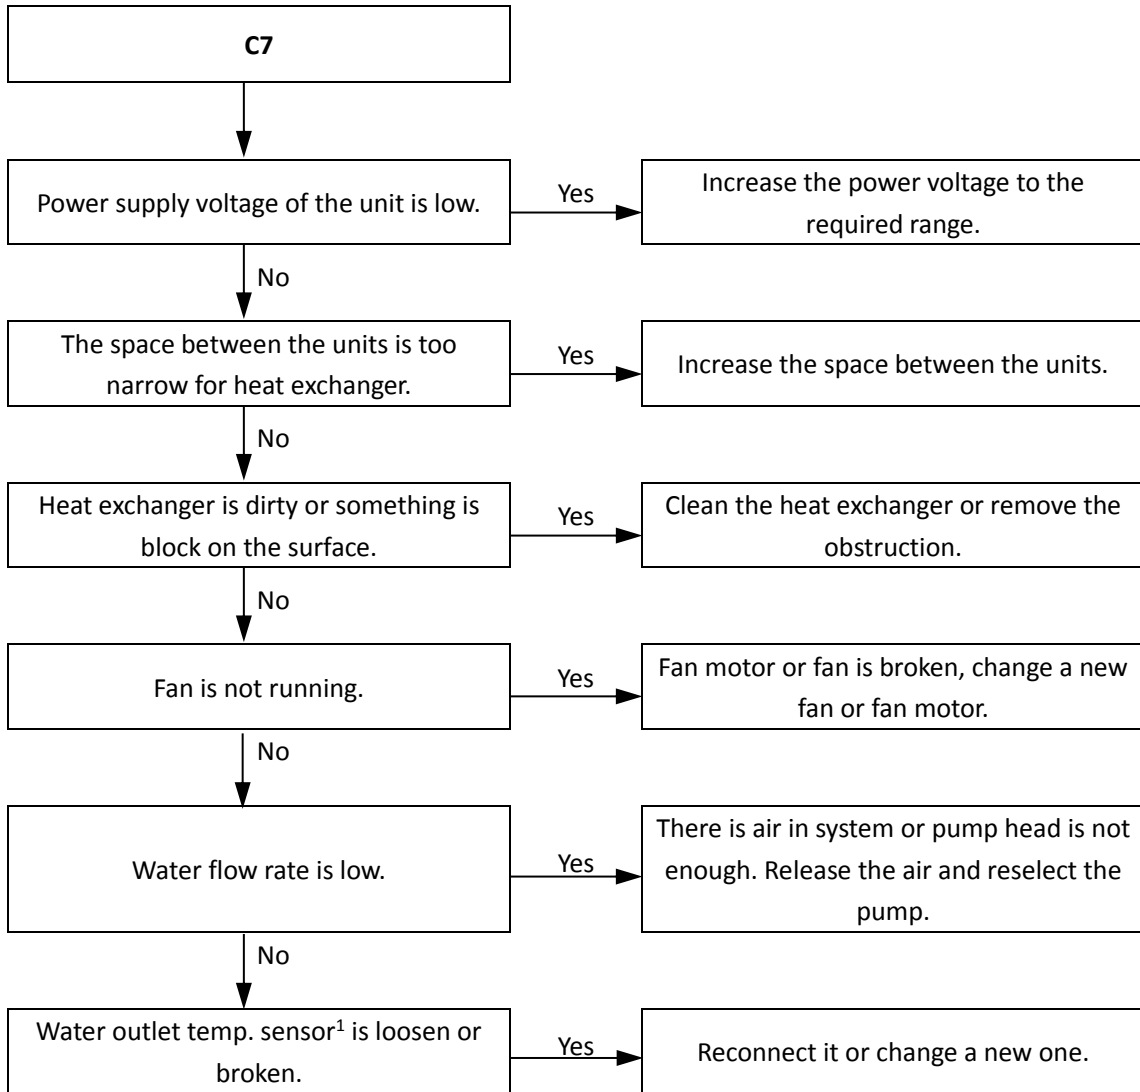 C7
Power supply voltage of the unit is low.
Yes
Increase the power voltage to the
required range.
No
The space between the units is too
narrow for heat exchanger.
Yes
Increase the space between the units.
No
Heat exchanger is dirty or something is
block on the surface.
Yes
Clean the heat exchanger or remove the
obstruction.
No
Fan is not running.
Yes
Fan motor or fan is broken, change a new
fan or fan motor.
No
Water flow rate is low.
Yes
There is air in system or pump head is not
enough. Release the air and reselect the
pump.
No
Water outlet temp. sensor¹ is loosen or
broken.
Yes
Reconnect it or change a new one.